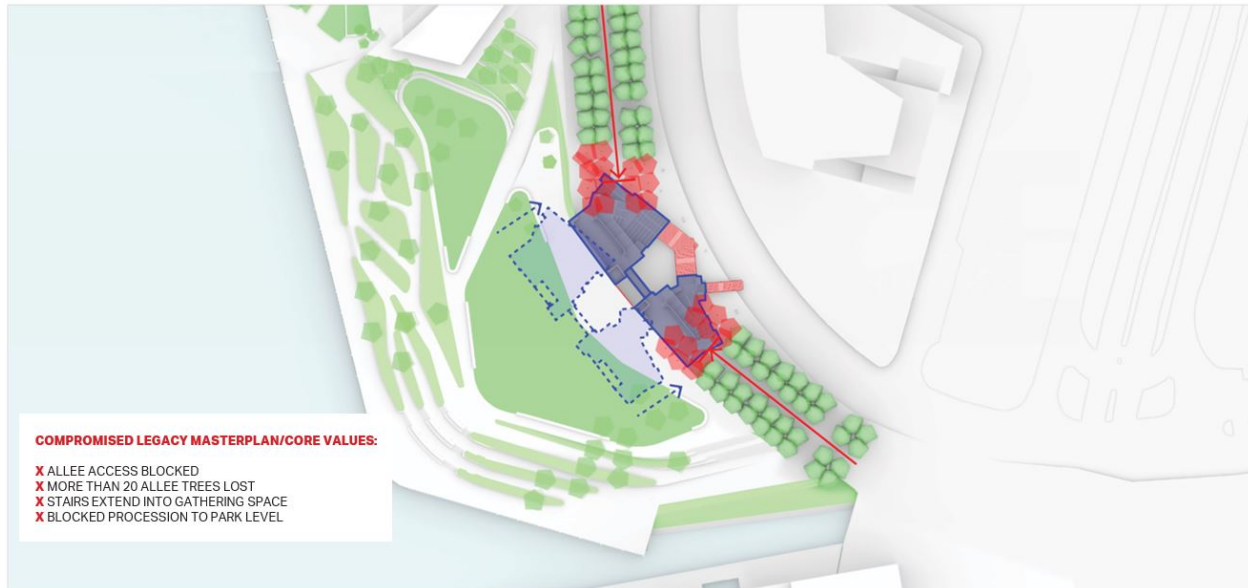 COMPROMISED LEGACY MASTERPLAN/CORE VALUES:
X ALLEE ACCESS BLOCKED
X MORE THAN 20 ALLEE TREES LOST
X STAIRS EXTEND INTO GATHERING SPACE
X BLOCKED PROCESSION TO PARK LEVEL